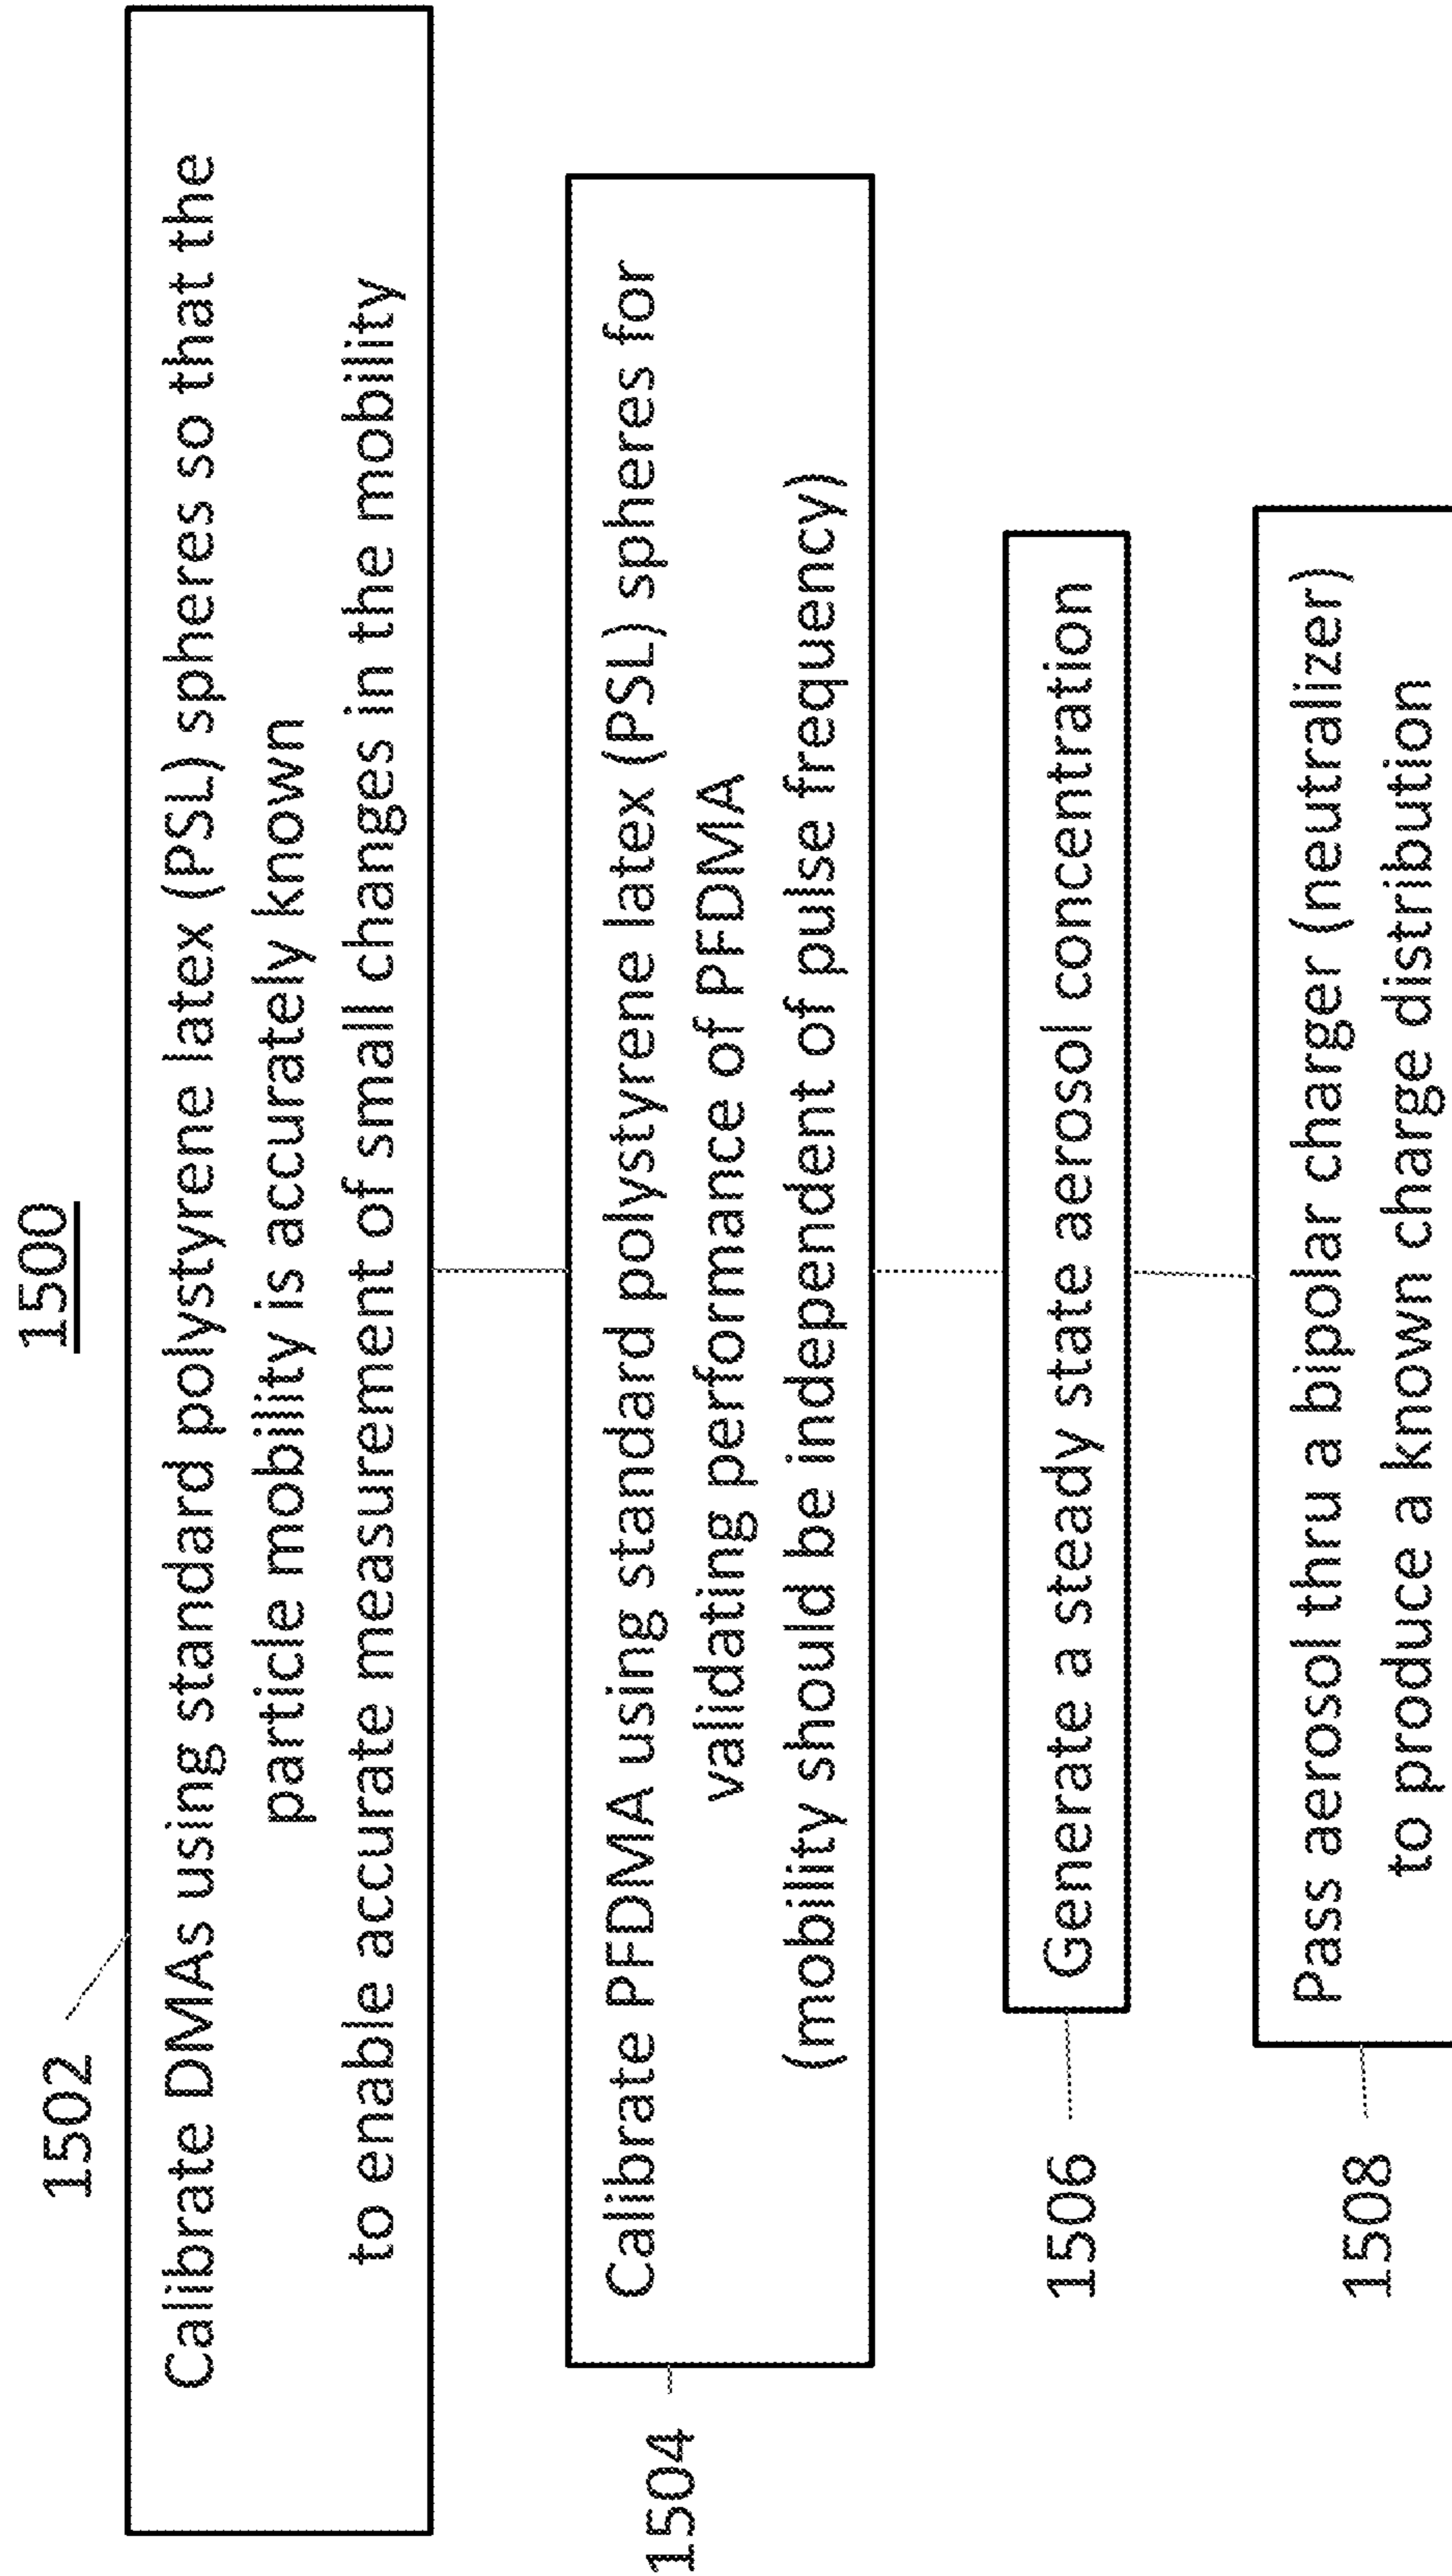 1500
1502
Calibrate DMAs using standard polystyrene latex (PSL) spheres so that the
particle mobility is accurately known
to enable accurate measurement of small changes in the mobility
1504
Calibrate PFDMA using standard polystyrene latex (PSL) spheres for
validating performance of PFDMA
(mobility should be independent of pulse frequency)
1506
Generate a steady state aerosol concentration
1508
Pass aerosol thru a bipolar charger (neutralizer)
to produce a known charge distribution